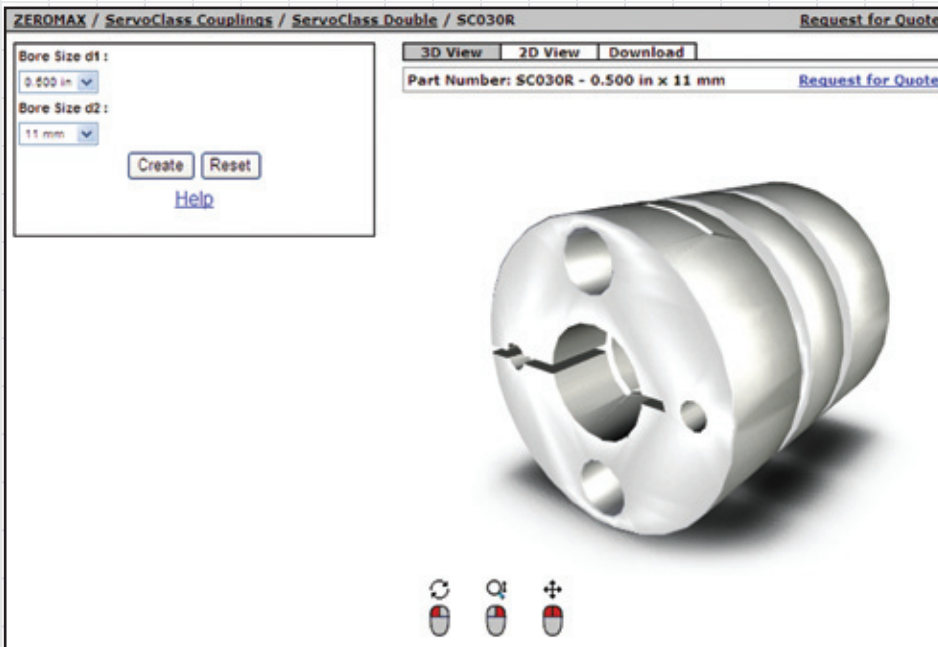 ZEROMAX / ServoClass Couplings / ServoClass Double / SC030R Request for Quote
Bore Size d1 :
0.500 in
Bore Size d2 :
11 mm
Create Reset
Help
3D View 2D View Download
Part Number: SC030R - 0.500 in x 11 mm Request for Quote